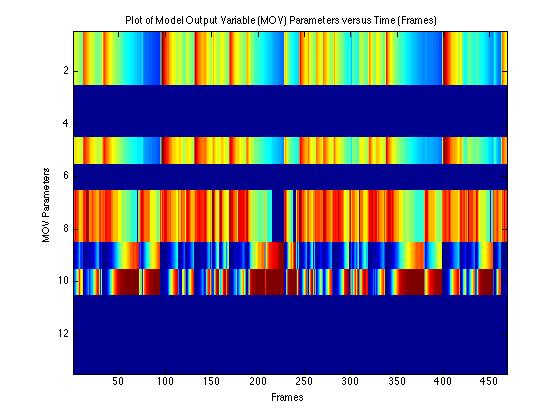 Plot of Model Output Variable (MOV) Parameters versus Time (Frames)
2
4
6
8
10
12
MOV Parameters
50 100 150 200 250 300 350 400 450
Frames